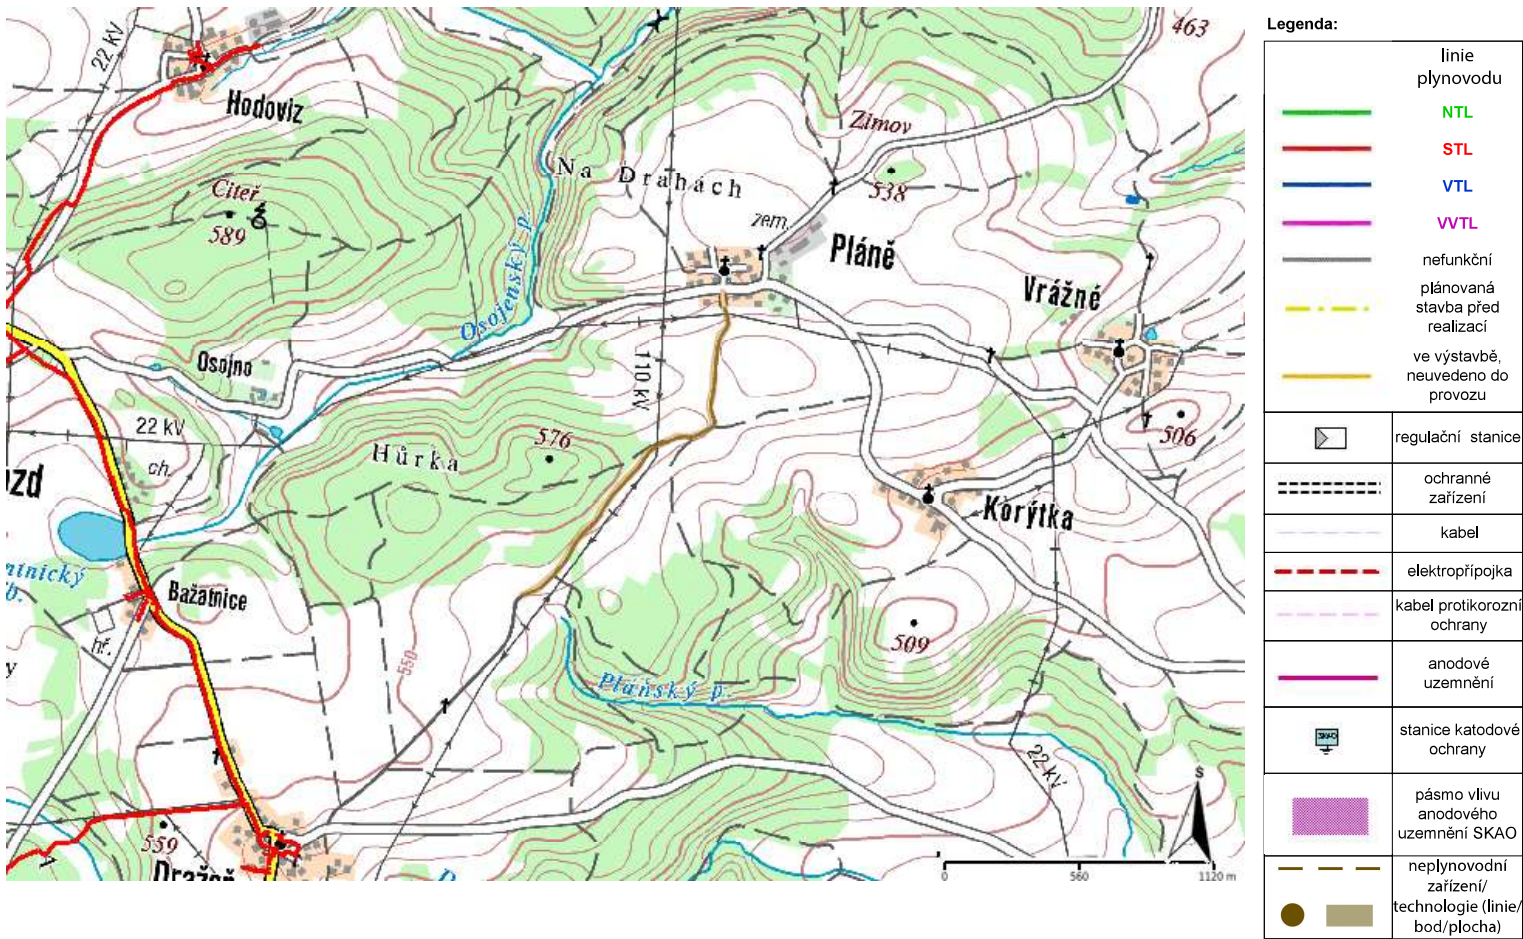 22 kV
Hodoviz
463
Zimov
Na Drahách
538
Citeř
589
zem.
Pláně
Vrážné
Osojenský p.
Osojno
110 kV
22 kV
576
506
Hůrka
ch.
Korýtka
Bažatnice
hř.
y
550
509
Pláňský p.
22 kV
559
Dražeň
p.
S
0
560
1120 m
Legenda:
linie
plynovodu
NTL
STL
VTL
VVTL
nefunkční
plánovaná
stavba před
realizací
ve výstavbě,
neuvedeno do
provozu
regulační stanice
ochranné
zařízení
kabel
elektropřípojka
kabel protikorozní
ochrany
anodové
uzemnění
SKAO
stanice katodové
ochrany
pásmo vlivu
anodového
uzemnění SKAO
neplynovodní
zařízení/
technologie (linie/
bod/plocha)